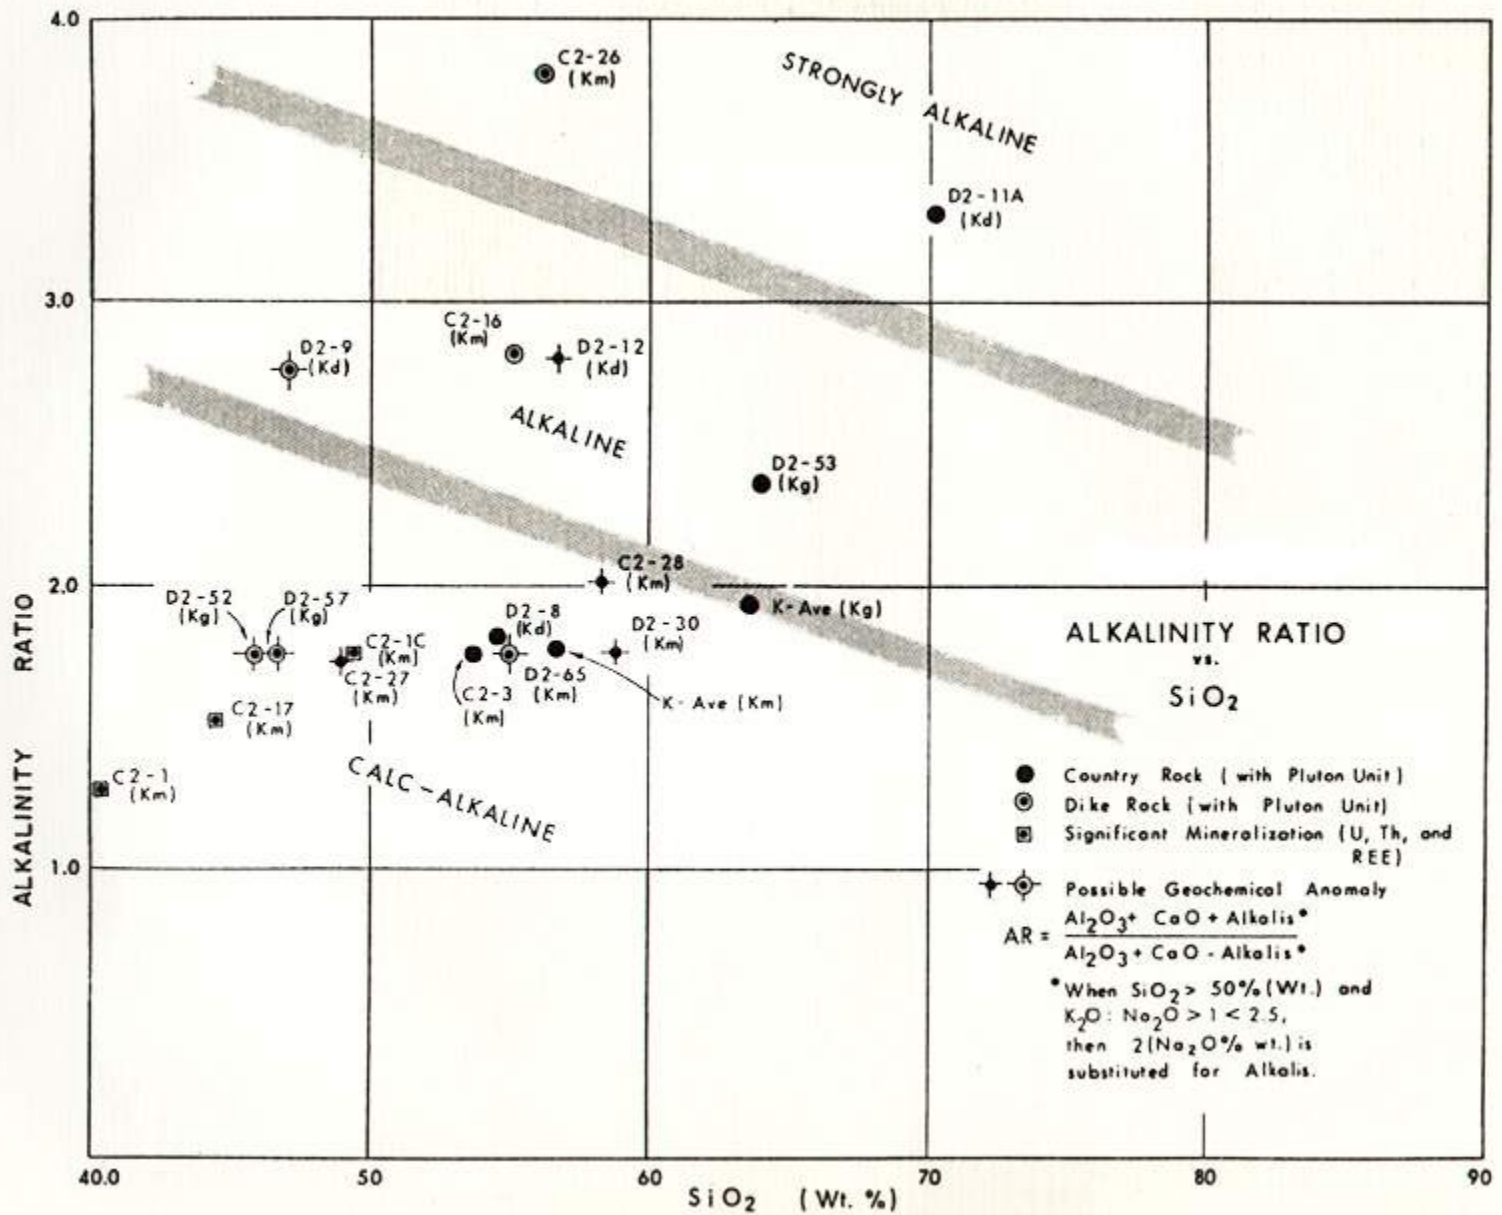 4.0
C2-26
(Km)
STRONGLY ALKALINE
D2-11A
(Kd)
3.0
C2-16
(Km)
D2-9
(Kd)
D2-12
(Kd)
ALKALINE
D2-53
(Kg)
C2-28
(Km)
2.0
D2-52
(Kg)
D2-57
(Kg)
D2-8
(Kd)
K-Ave (Kg)
D2-30
(Km)
C2-1C
(Km)
C2-27
(Km)
C2-3
(Km)
D2-65
(Km)
K-Ave (Km)
C2-17
(Km)
C2-1
(Km)
CALC-ALKALINE
1.0
ALKALINITY RATIO
ALKALINITY RATIO
vs.
SiO₂
Country Rock (with Pluton Unit)
Dike Rock (with Pluton Unit)
Significant Mineralization (U, Th, and
REE)
Possible Geochemical Anomaly
AR = Al₂O₃+ CaO + Alkalis*
Al₂O₃+ CaO - Alkalis*
*When SiO₂> 50%(Wt.) and
K₂O: Na₂O >1 < 2.5,
then 2(Na₂O% wt.) is
substituted for Alkalis.
40.0
50
60
70
80
90
SiO₂ (Wt. %)